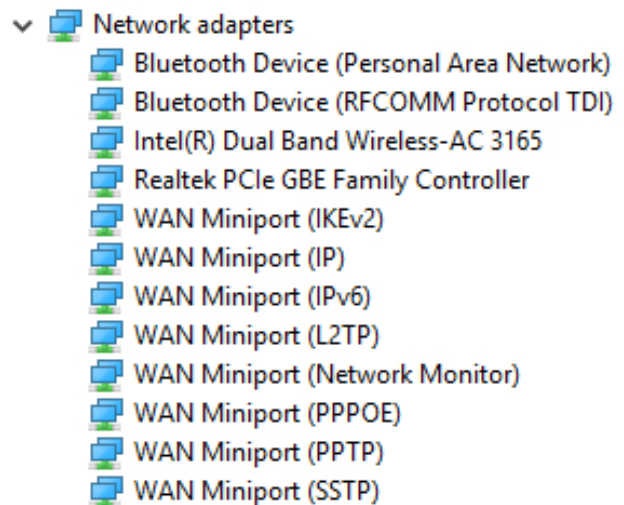 Network adapters
Bluetooth Device (Personal Area Network)
Bluetooth Device (RFCOMM Protocol TDI)
Intel(R) Dual Band Wireless-AC 3165
Realtek PCIe GBE Family Controller
WAN Miniport (IKEv2)
WAN Miniport (IP)
WAN Miniport (IPv6)
WAN Miniport (L2TP)
WAN Miniport (Network Monitor)
WAN Miniport (PPPOE)
WAN Miniport (PPTP)
WAN Miniport (SSTP)